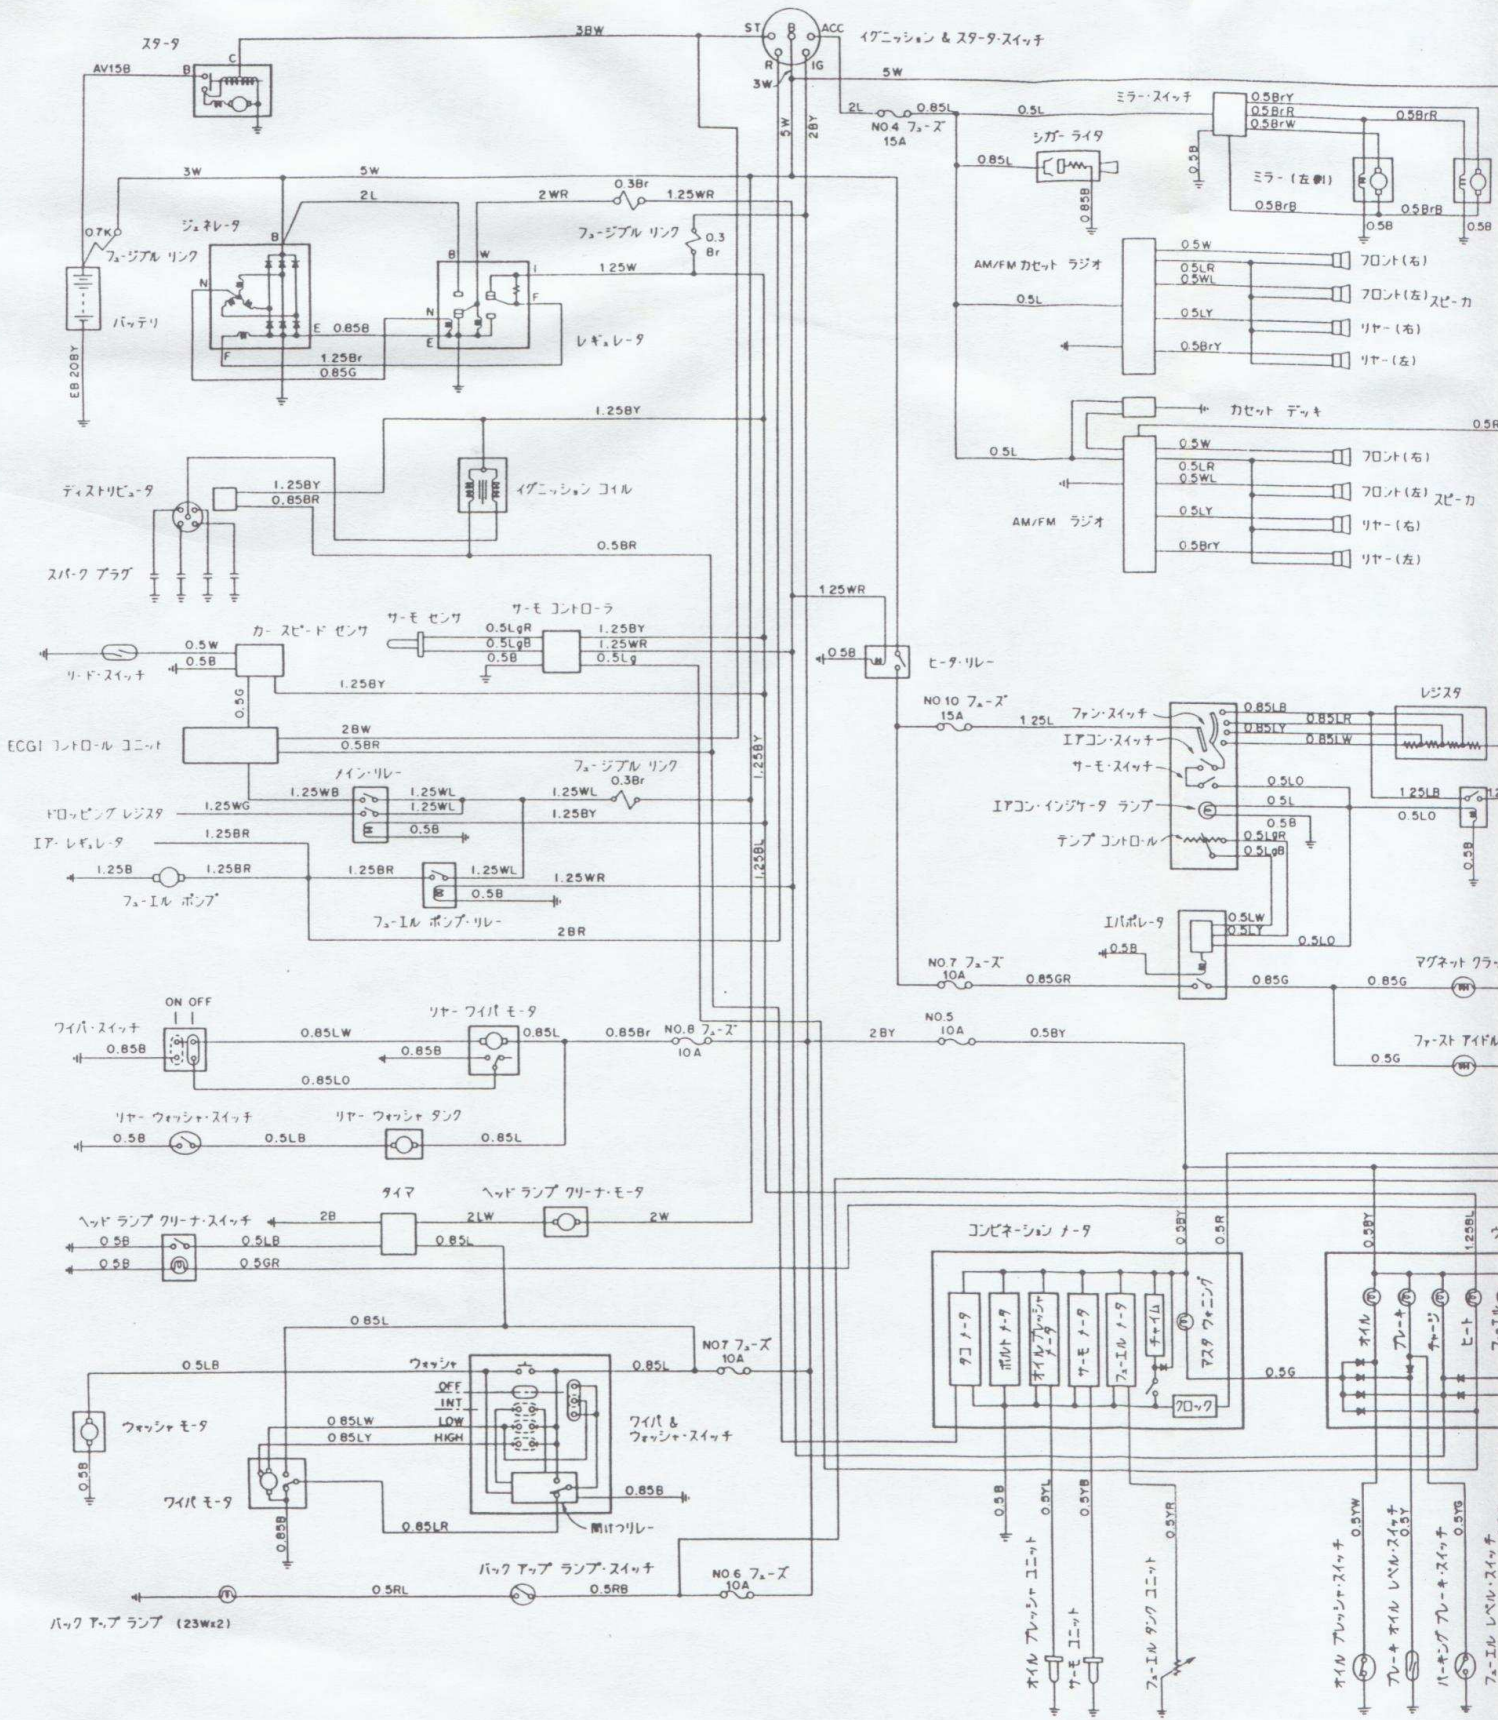 スタータ
3BW
ST B ACC
イグニッション & スタータ・スイッチ
AV15B
B
C
R
IG
3W
5W
5W
2BY
2L
0.85L
NO.4 フューズ
15A
0.5L
ミラー・スイッチ
0.5BrY
0.5BrR
0.5BrW
0.5BrR
シガー ライタ
0.85L
0.85B
0.5B
ミラー (左側)
0.5BrB
0.5BrB
0.5B
0.5B
3W
5W
2L
2WR
0.3Br
1.25WR
0.7K
フュージブル リンク
ジェネレータ
B
フュージブル リンク
0.3
Br
B W
I
1.25W
N
F
N
E
0.85B
E
F
1.25Br
0.85G
レギュレータ
バッテリ
EB 20BY
AM/FM カセット ラジオ
0.5L
0.5W
0.5LR
0.5WL
0.5LY
0.5BrY
フロント(右)
フロント(左)
スピーカ
リヤー(右)
リヤー(左)
カセット デッキ
0.5L
0.5W
0.5LR
0.5WL
0.5LY
0.5BrY
AM/FM ラジオ
フロント(右)
フロント(左)
スピーカ
リヤー(右)
リヤー(左)
1.25BY
ディストリビュータ
1.25BY
0.85BR
イグニッション コイル
0.5BR
スパーク プラグ
1.25WR
カー スピード センサ
サーモ センサ
サーモ コントローラ
0.5LgR
0.5LgB
0.5B
1.25BY
1.25WR
0.5Lg
0.5W
0.5B
リード・スイッチ
1.25BY
0.5G
0.5B
ヒータ・リレー
ECGI コントロール ユニット
2BW
0.5BR
メイン・リレー
フュージブル リンク
0.3Br
1.25WB
1.25WL
1.25WL
1.25WL
ドロッピング レジスタ
1.25WG
1.25BY
0.5B
エアー レギュレータ
1.25BR
1.25BY
1.25BL
1.25B
1.25BR
1.25BR
1.25WL
1.25WR
0.5B
フューエル ポンプ
フューエル ポンプ・リレー
2BR
NO.10 フューズ
15A
1.25L
ファン・スイッチ
エアコン・スイッチ
サーモ・スイッチ
エアコン・インジケータ ランプ
テンプ コントロール
0.85LB
0.85LR
0.85LY
0.85LW
レジスタ
0.5LO
0.5L
0.5B
0.5LgR
0.5LgB
1.25LB
0.5LO
0.5B
エバポレータ
0.5LW
0.5LY
0.5LO
0.5B
NO.7 フューズ
10A
0.85GR
0.85G
0.85G
マグネット クラッ
ファースト アイドル
0.5G
ON OFF
ワイパ・スイッチ
0.85B
0.85LW
0.85LO
リヤー ワイパ モータ
0.85L
0.85B
0.85Br
NO.8 フューズ
10A
2BY
NO.5
10A
0.5BY
リヤー ウォッシャ・スイッチ
リヤー ウォッシャ タンク
0.5B
0.5LB
0.85L
タイマ
ヘッド ランプ クリーナ・モータ
ヘッド ランプ クリーナ・スイッチ
2B
2LW
2W
0.5B
0.5LB
0.85L
0.5B
0.5GR
コンビネーション メータ
0.5BY
0.5R
0.5BY
1.25BL
タコ メータ
ボルト メータ
オイル プレッシャ
メータ
サーモ メータ
フューエル メータ
チャイム
マスタ ウォーニング
クロック
0.5G
オイル
ブレーキ
チャージ
ヒート
0.85L
NO.7 フューズ
10A
0.5LB
ウォッシャ
0.85L
OFF
INT
LOW
HIGH
0.85LW
0.85LY
ワイパ &
ウォッシャ・スイッチ
ウォッシャ モータ
0.5B
ワイパ モータ
0.85B
0.85LR
0.85B
間けつリレー
バック アップ ランプ・スイッチ
NO.6 フューズ
10A
0.5RL
0.5RB
バック アップ ランプ (23W×2)
0.5B
0.5YL
0.5YB
0.5YR
オイル プレッシャ ユニット
サーモ ユニット
フューエル タンク ユニット
0.5YW
0.5Y
0.5YG
オイル プレッシャ・スイッチ
ブレーキ オイル レベル・スイッチ
パーキング ブレーキ・スイッチ
フューエル レベル・スイッチ